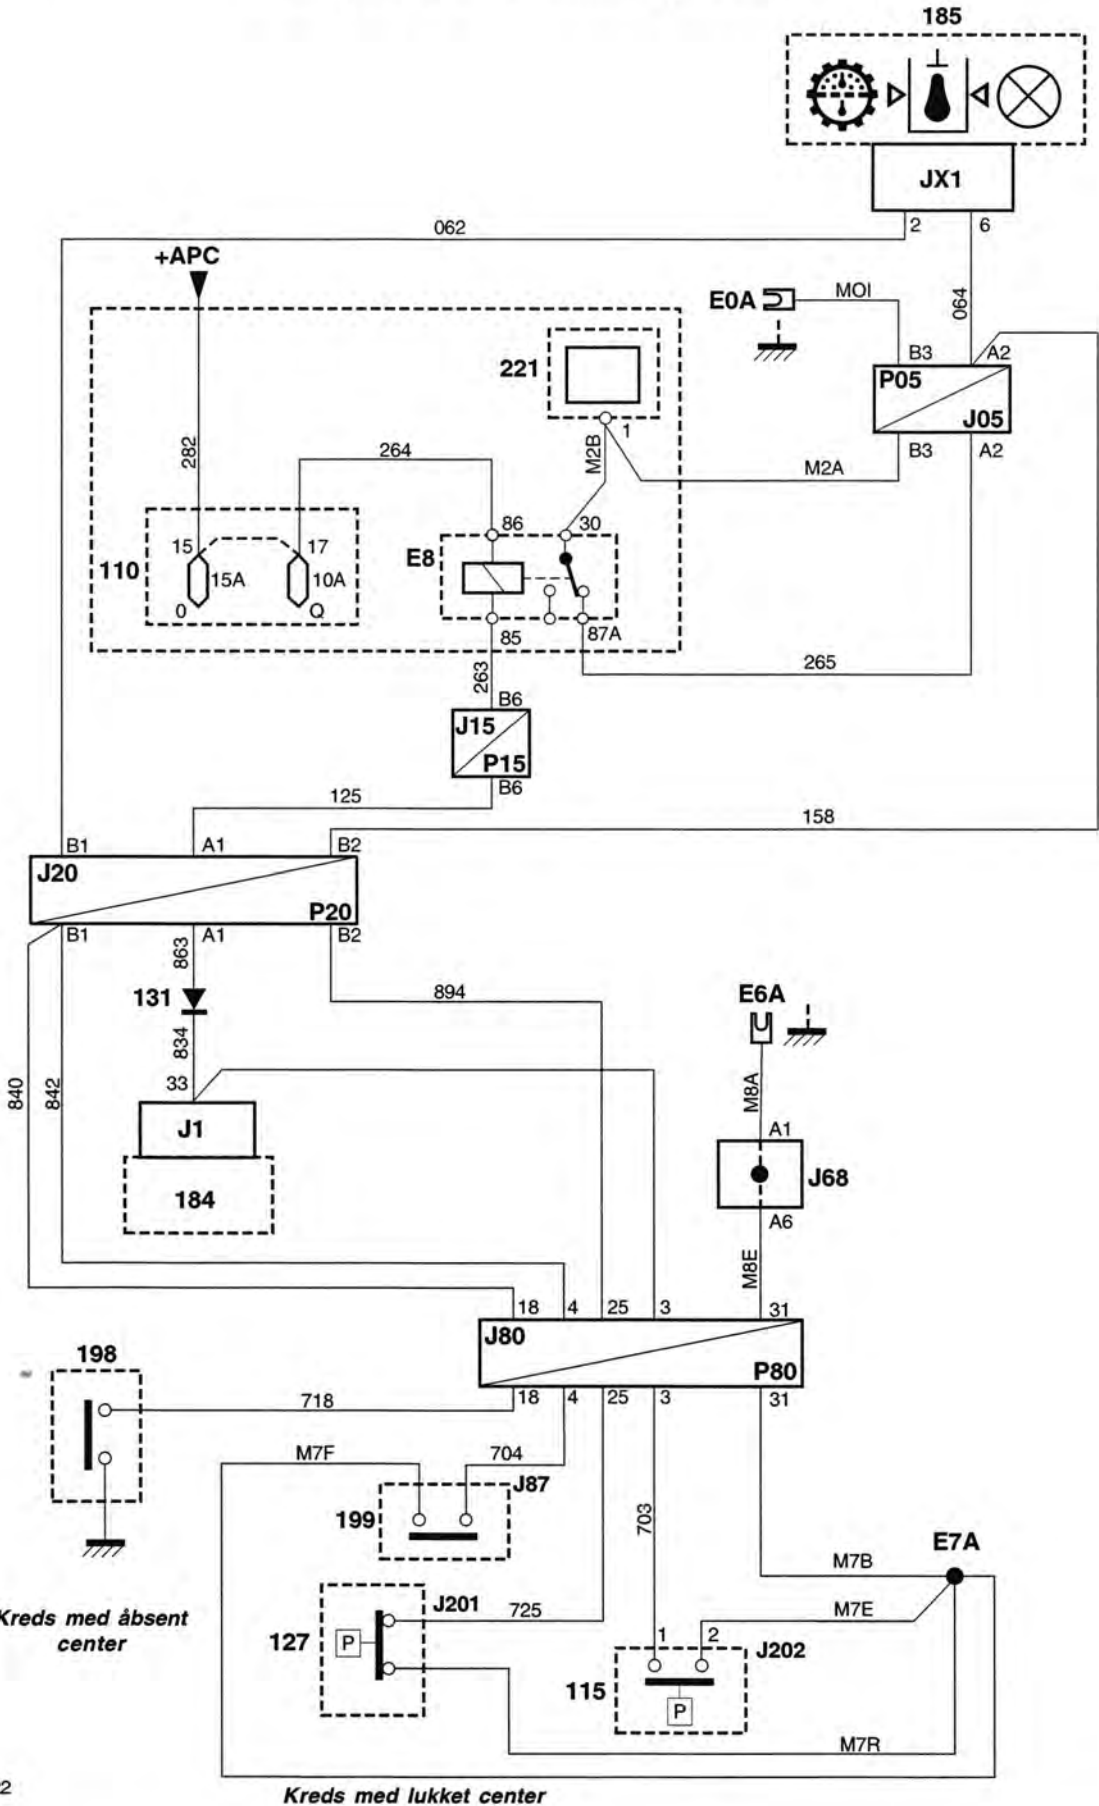 185
JX1
2 6
062
+APC
E0A
MOI
064
221
B3 A2
P05
J05
B3 A2
1
M2B
M2A
282
264
86 30
15 17
E8
110
15A 10A
0 Q
85 87A
265
263
B6
J15
P15
B6
125
158
B1 A1 B2
J20
P20
B1 A1 B2
863
131
894
E6A
834
840
842
33
M8A
J1
A1
184
J68
A6
M8E
18 4 25 3 31
J80
P80
198
18 4 25 3 31
718
M7F 704
J87
199
703
E7A
M7B
J201 725
M7E
Kreds med åbsent
center
127 P
1 2 J202
115
P
M7R
2
Kreds med lukket center